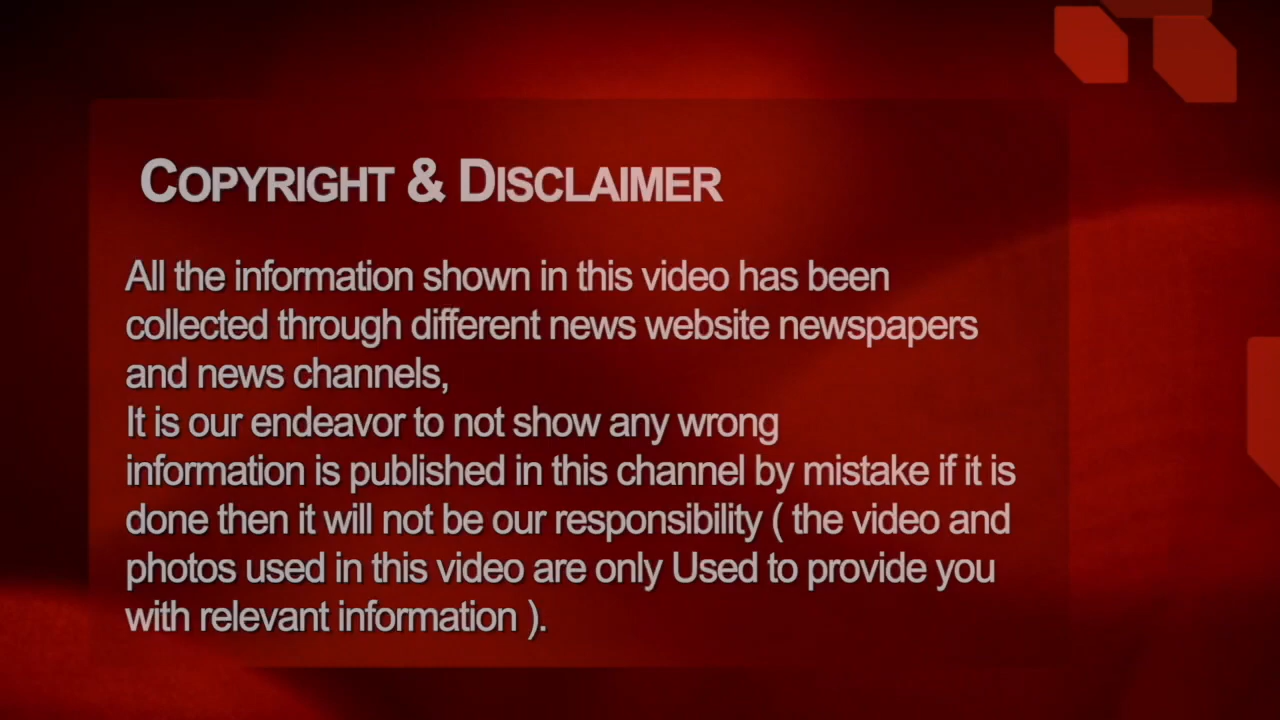 COPYRIGHT & DISCLAIMER
All the information shown in this video has been
collected through different news website newspapers
and news channels,
It is our endeavor to not show any wrong
information is published in this channel by mistake if it is
done then it will not be our responsibility ( the video and
photos used in this video are only Used to provide you
with relevant information ).